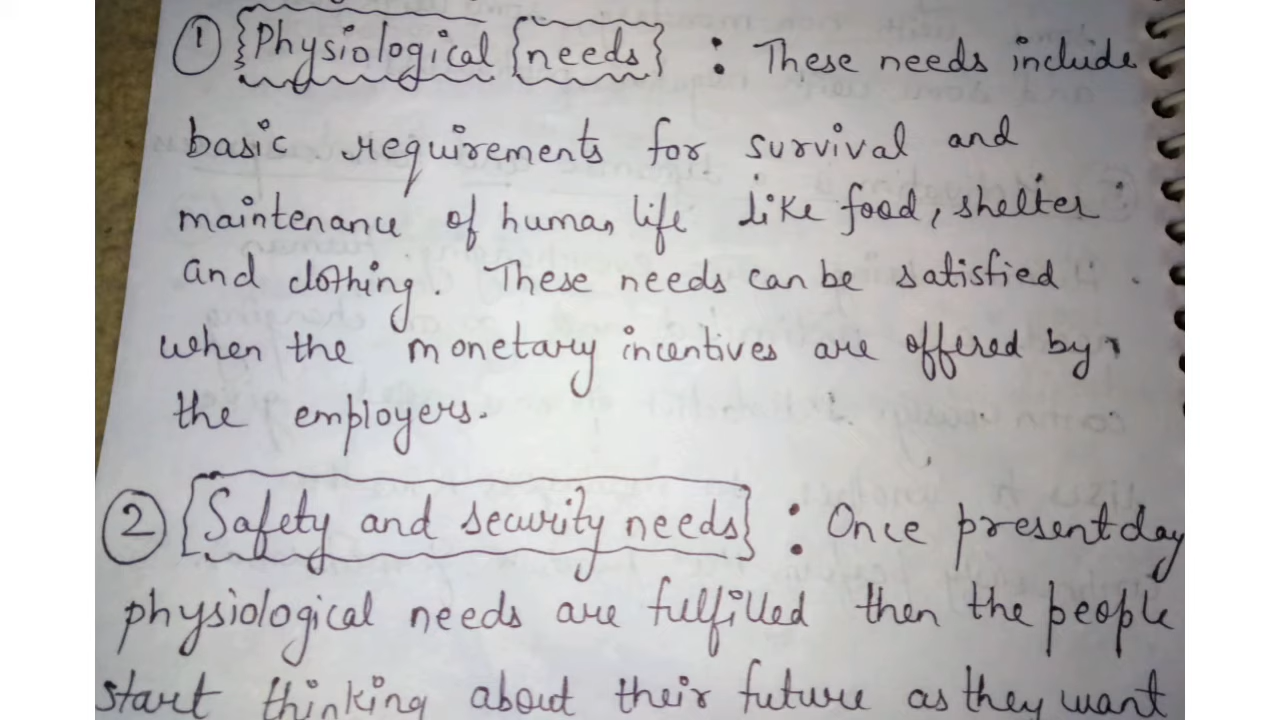 ① Physiological needs : These needs include
basic requirements for survival and
maintenance of human life like food, shelter
and clothing. These needs can be satisfied
when the monetary incentives are offered by
the employers.
② Safety and security needs : Once present day
physiological needs are fulfilled then the people
start thinking about their future as they want